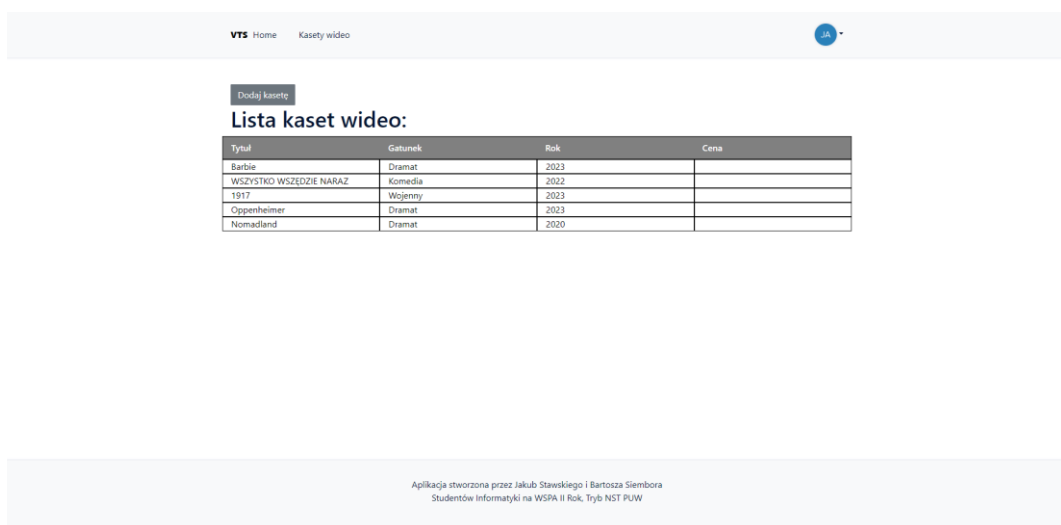 VTS Home Kasety wideo JA
Dodaj kasetę
Lista kaset wideo:
Tytuł Gatunek Rok Cena
Barbie Dramat 2023
WSZYSTKO WSZĘDZIE NARAZ Komedia 2022
1917 Wojenny 2023
Oppenheimer Dramat 2023
Nomadland Dramat 2020
Aplikacja stworzona przez Jakub Stawskiego i Bartosza Siembora
Studentów Informatyki na WSPA II Rok, Tryb NST PUW